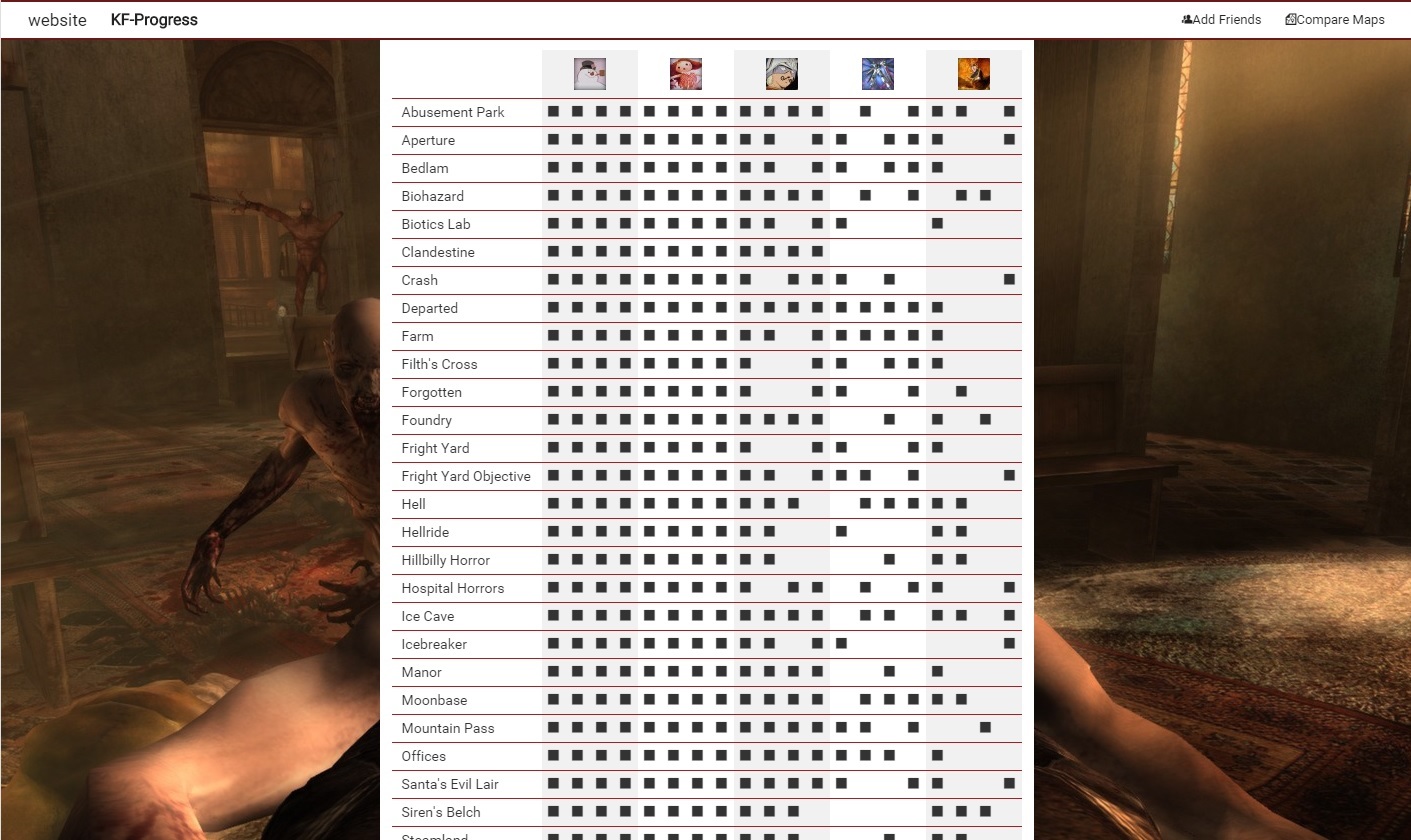 website KF-Progress Add Friends Compare Maps
Abusement Park
Aperture
Bedlam
Biohazard
Biotics Lab
Clandestine
Crash
Departed
Farm
Filth's Cross
Forgotten
Foundry
Fright Yard
Fright Yard Objective
Hell
Hellride
Hillbilly Horror
Hospital Horrors
Ice Cave
Icebreaker
Manor
Moonbase
Mountain Pass
Offices
Santa's Evil Lair
Siren's Belch